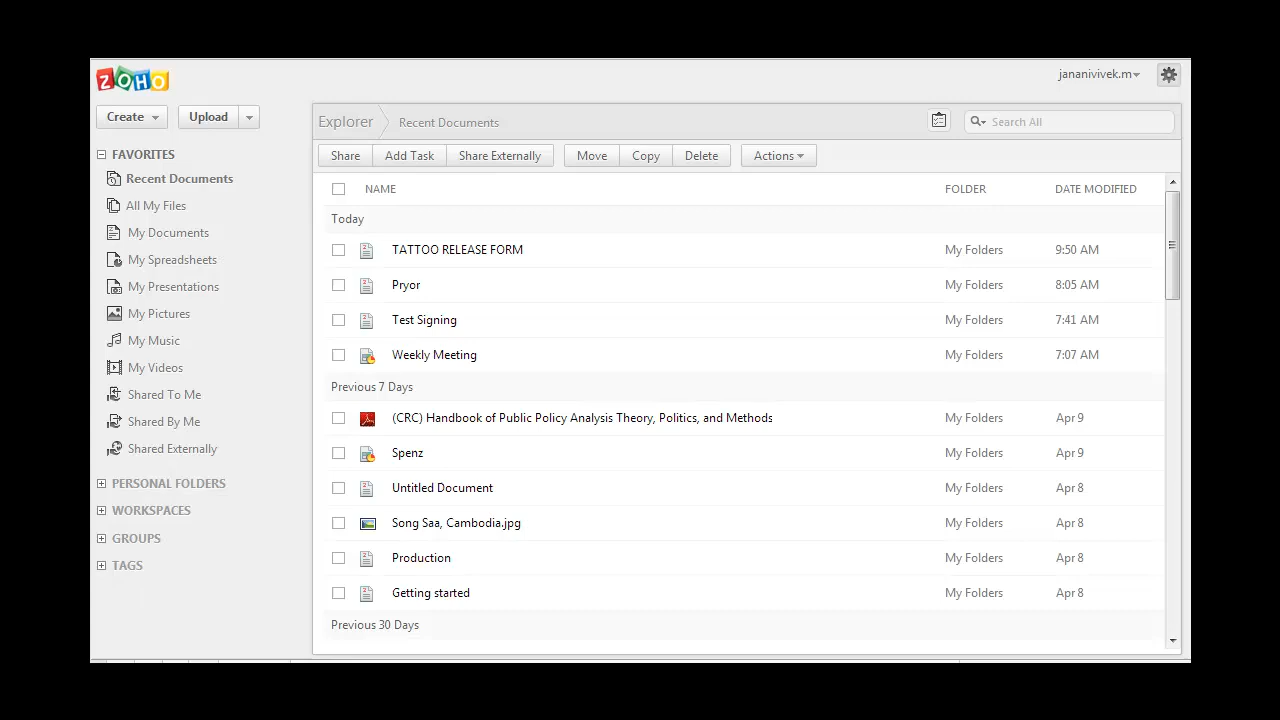 ZOHO
jananivivek.m
Create
Upload
FAVORITES
Recent Documents
All My Files
My Documents
My Spreadsheets
My Presentations
My Pictures
My Music
My Videos
Shared To Me
Shared By Me
Shared Externally
PERSONAL FOLDERS
WORKSPACES
GROUPS
TAGS
Explorer Recent Documents
Search All
Share Add Task Share Externally Move Copy Delete Actions
NAME FOLDER DATE MODIFIED
Today
TATTOO RELEASE FORM My Folders 9:50 AM
Pryor My Folders 8:05 AM
Test Signing My Folders 7:41 AM
Weekly Meeting My Folders 7:07 AM
Previous 7 Days
(CRC) Handbook of Public Policy Analysis Theory, Politics, and Methods My Folders Apr 9
Spenz My Folders Apr 9
Untitled Document My Folders Apr 8
Song Saa, Cambodia.jpg My Folders Apr 8
Production My Folders Apr 8
Getting started My Folders Apr 8
Previous 30 Days